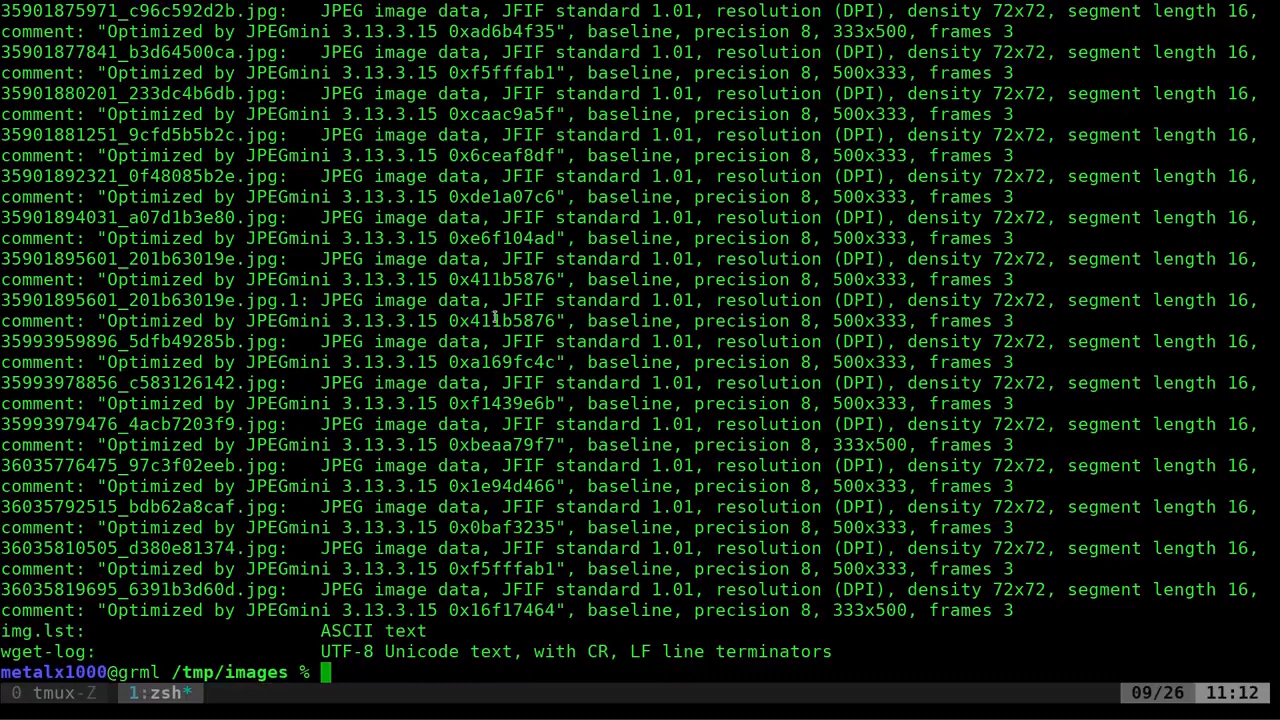 35901875971_c96c592d2b.jpg:   JPEG image data, JFIF standard 1.01, resolution (DPI), density 72x72, segment length 16,
comment: "Optimized by JPEGmini 3.13.3.15 0xad6b4f35", baseline, precision 8, 333x500, frames 3
35901877841_b3d64500ca.jpg:   JPEG image data, JFIF standard 1.01, resolution (DPI), density 72x72, segment length 16,
comment: "Optimized by JPEGmini 3.13.3.15 0xf5fffab1", baseline, precision 8, 500x333, frames 3
35901880201_233dc4b6db.jpg:   JPEG image data, JFIF standard 1.01, resolution (DPI), density 72x72, segment length 16,
comment: "Optimized by JPEGmini 3.13.3.15 0xcaac9a5f", baseline, precision 8, 500x333, frames 3
35901881251_9cfd5b5b2c.jpg:   JPEG image data, JFIF standard 1.01, resolution (DPI), density 72x72, segment length 16,
comment: "Optimized by JPEGmini 3.13.3.15 0x6ceaf8df", baseline, precision 8, 500x333, frames 3
35901892321_0f48085b2e.jpg:   JPEG image data, JFIF standard 1.01, resolution (DPI), density 72x72, segment length 16,
comment: "Optimized by JPEGmini 3.13.3.15 0xde1a07c6", baseline, precision 8, 500x333, frames 3
35901894031_a07d1b3e80.jpg:   JPEG image data, JFIF standard 1.01, resolution (DPI), density 72x72, segment length 16,
comment: "Optimized by JPEGmini 3.13.3.15 0xe6f104ad", baseline, precision 8, 500x333, frames 3
35901895601_201b63019e.jpg:   JPEG image data, JFIF standard 1.01, resolution (DPI), density 72x72, segment length 16,
comment: "Optimized by JPEGmini 3.13.3.15 0x411b5876", baseline, precision 8, 500x333, frames 3
35901895601_201b63019e.jpg.1: JPEG image data, JFIF standard 1.01, resolution (DPI), density 72x72, segment length 16,
comment: "Optimized by JPEGmini 3.13.3.15 0x411b5876", baseline, precision 8, 500x333, frames 3
35993959896_5dfb49285b.jpg:   JPEG image data, JFIF standard 1.01, resolution (DPI), density 72x72, segment length 16,
comment: "Optimized by JPEGmini 3.13.3.15 0xa169fc4c", baseline, precision 8, 500x333, frames 3
35993978856_c583126142.jpg:   JPEG image data, JFIF standard 1.01, resolution (DPI), density 72x72, segment length 16,
comment: "Optimized by JPEGmini 3.13.3.15 0xf1439e6b", baseline, precision 8, 500x333, frames 3
35993979476_4acb7203f9.jpg:   JPEG image data, JFIF standard 1.01, resolution (DPI), density 72x72, segment length 16,
comment: "Optimized by JPEGmini 3.13.3.15 0xbeaa79f7", baseline, precision 8, 333x500, frames 3
36035776475_97c3f02eeb.jpg:   JPEG image data, JFIF standard 1.01, resolution (DPI), density 72x72, segment length 16,
comment: "Optimized by JPEGmini 3.13.3.15 0x1e94d466", baseline, precision 8, 500x333, frames 3
36035792515_bdb62a8caf.jpg:   JPEG image data, JFIF standard 1.01, resolution (DPI), density 72x72, segment length 16,
comment: "Optimized by JPEGmini 3.13.3.15 0x0baf3235", baseline, precision 8, 500x333, frames 3
36035810505_d380e81374.jpg:   JPEG image data, JFIF standard 1.01, resolution (DPI), density 72x72, segment length 16,
comment: "Optimized by JPEGmini 3.13.3.15 0xf5fffab1", baseline, precision 8, 500x333, frames 3
36035819695_6391b3d60d.jpg:   JPEG image data, JFIF standard 1.01, resolution (DPI), density 72x72, segment length 16,
comment: "Optimized by JPEGmini 3.13.3.15 0x16f17464", baseline, precision 8, 333x500, frames 3
img.lst:                      ASCII text
wget-log:                     UTF-8 Unicode text, with CR, LF line terminators
metalx1000@grml /tmp/images %
0 tmux-Z  1:zsh*  09/26  11:12